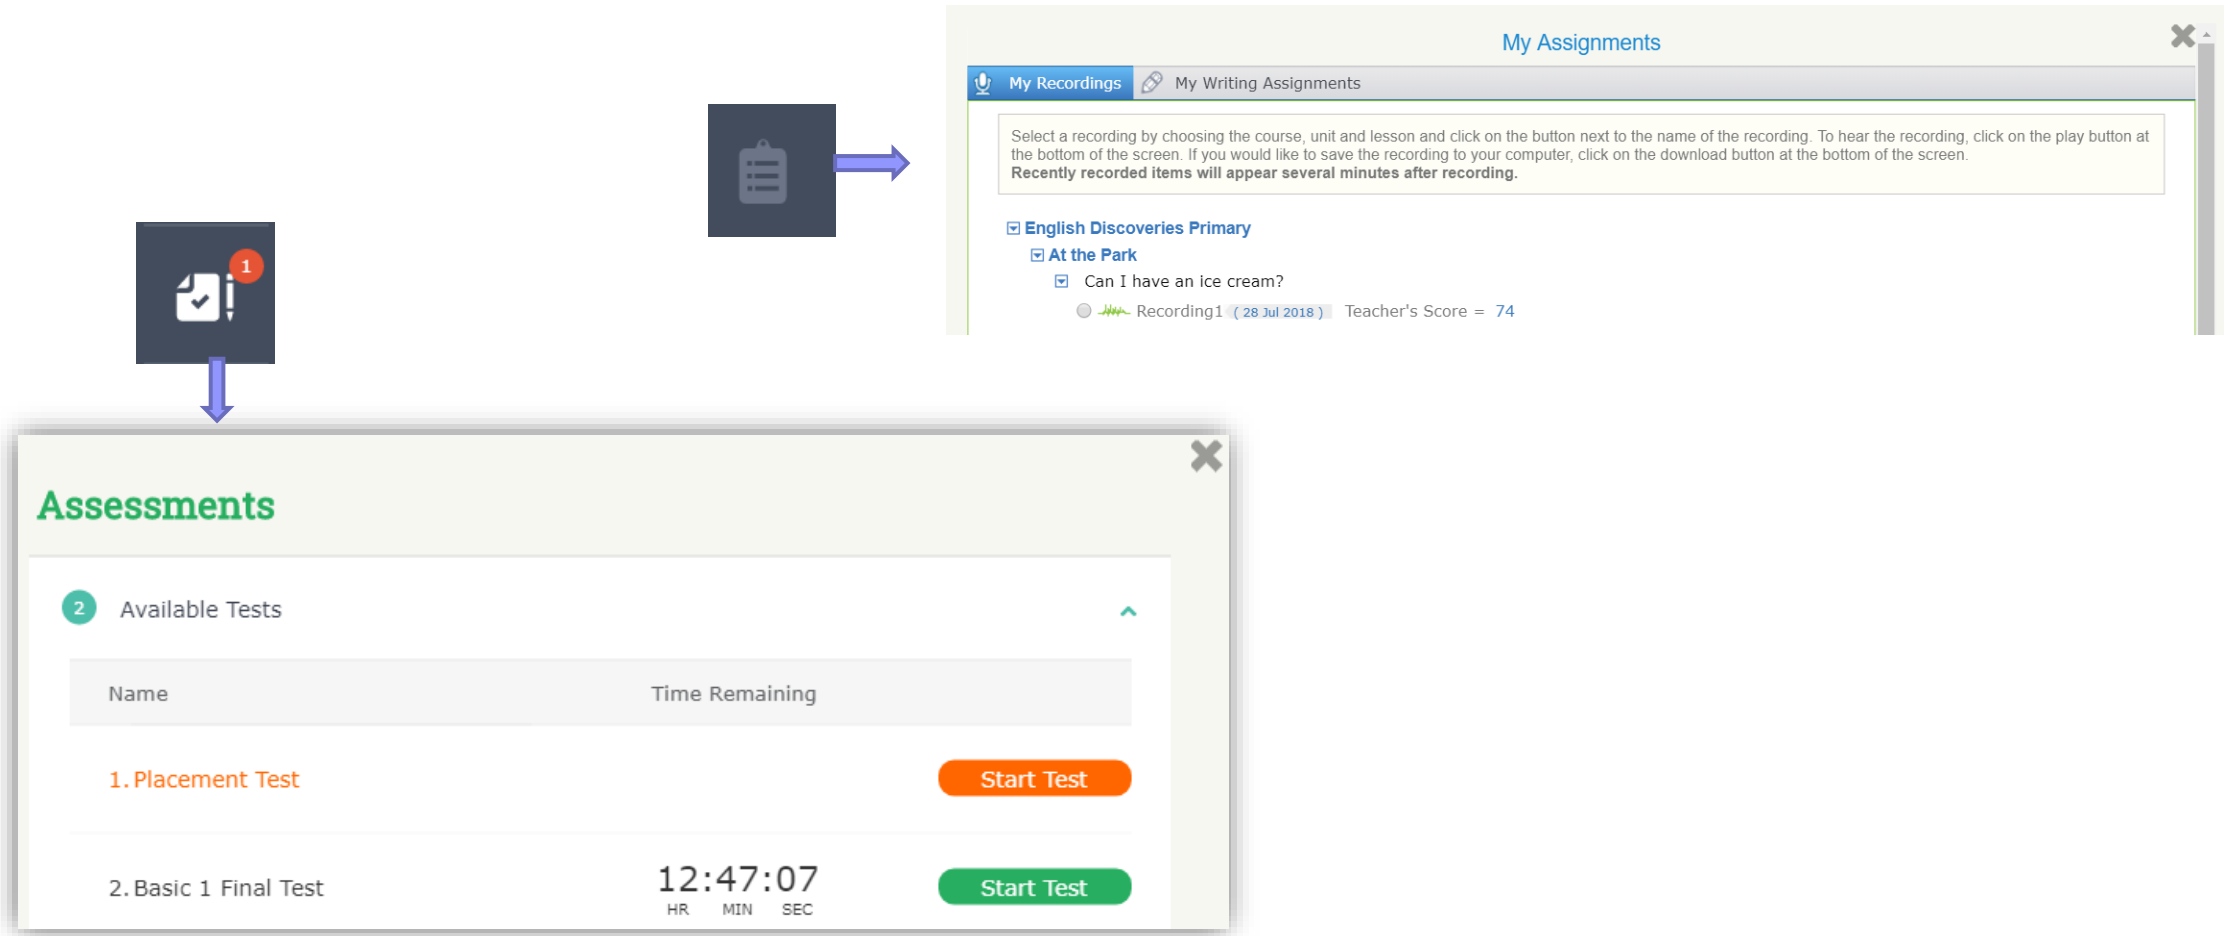 My Assignments
My Recordings My Writing Assignments
Select a recording by choosing the course, unit and lesson and click on the button next to the name of the recording. To hear the recording, click on the play button at
the bottom of the screen. If you would like to save the recording to your computer, click on the download button at the bottom of the screen.
Recently recorded items will appear several minutes after recording.
English Discoveries Primary
At the Park
Can I have an ice cream?
Recording1 ( 28 Jul 2018 ) Teacher's Score = 74
1
Assessments
2 Available Tests
Name Time Remaining
1. Placement Test Start Test
2. Basic 1 Final Test 12:47:07 Start Test
HR MIN SEC